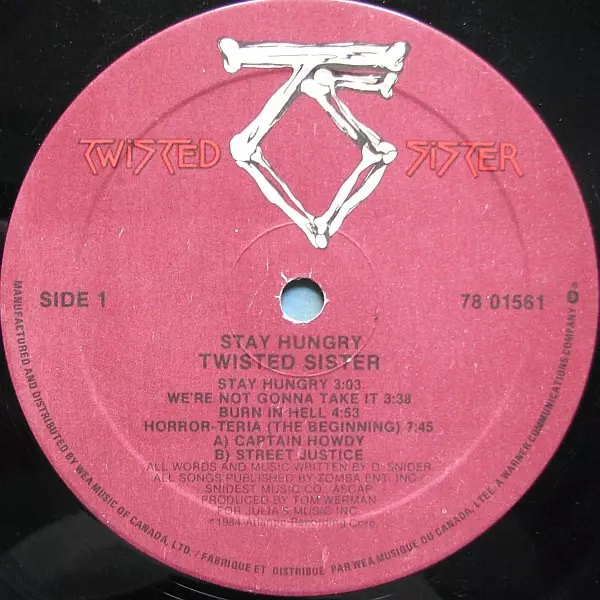 TWISTED SISTER
SIDE 1
78 01561
STAY HUNGRY
TWISTED SISTER
STAY HUNGRY 3:03
WE'RE NOT GONNA TAKE IT 3:38
BURN IN HELL 4:53
HORROR-TERIA (THE BEGINNING) 7:45
A) CAPTAIN HOWDY
B) STREET JUSTICE
ALL WORDS AND MUSIC WRITTEN BY D. SNIDER
ALL SONGS PUBLISHED BY ZOMBA ENT. INC./
SNIDEST MUSIC CO., ASCAP
PRODUCED BY TOM WERMAN
FOR JULIA'S MUSIC INC.
℗1984 Atlantic Recording Corp.
MANUFACTURED AND DISTRIBUTED BY WEA MUSIC OF CANADA, LTD. / FABRIQUE ET DISTRIBUE PAR WEA MUSIQUE DU CANADA, LTEE. A WARNER COMMUNICATIONS COMPANY